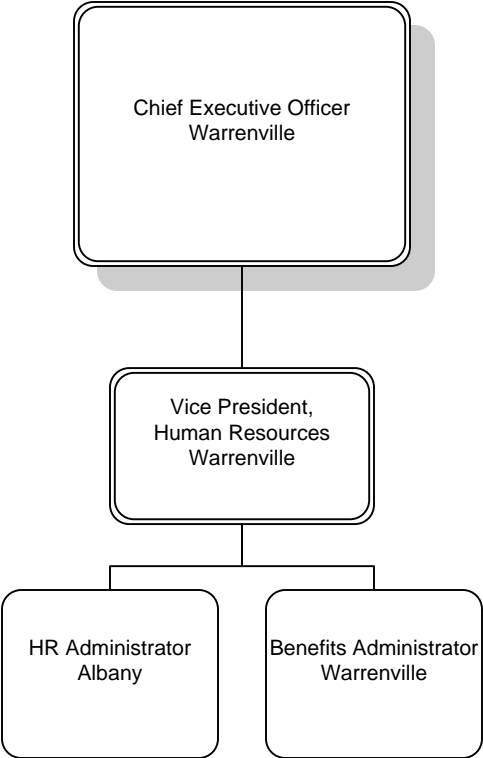 Chief Executive Officer
Warrenville
Vice President,
Human Resources
Warrenville
HR Administrator
Albany
Benefits Administrator
Warrenville